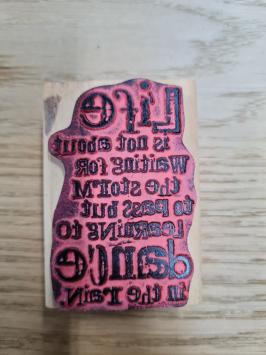 Life
is not about
Waiting foR
the stoRM
to pass but
LeaRNiNg tO
dance
in the rain